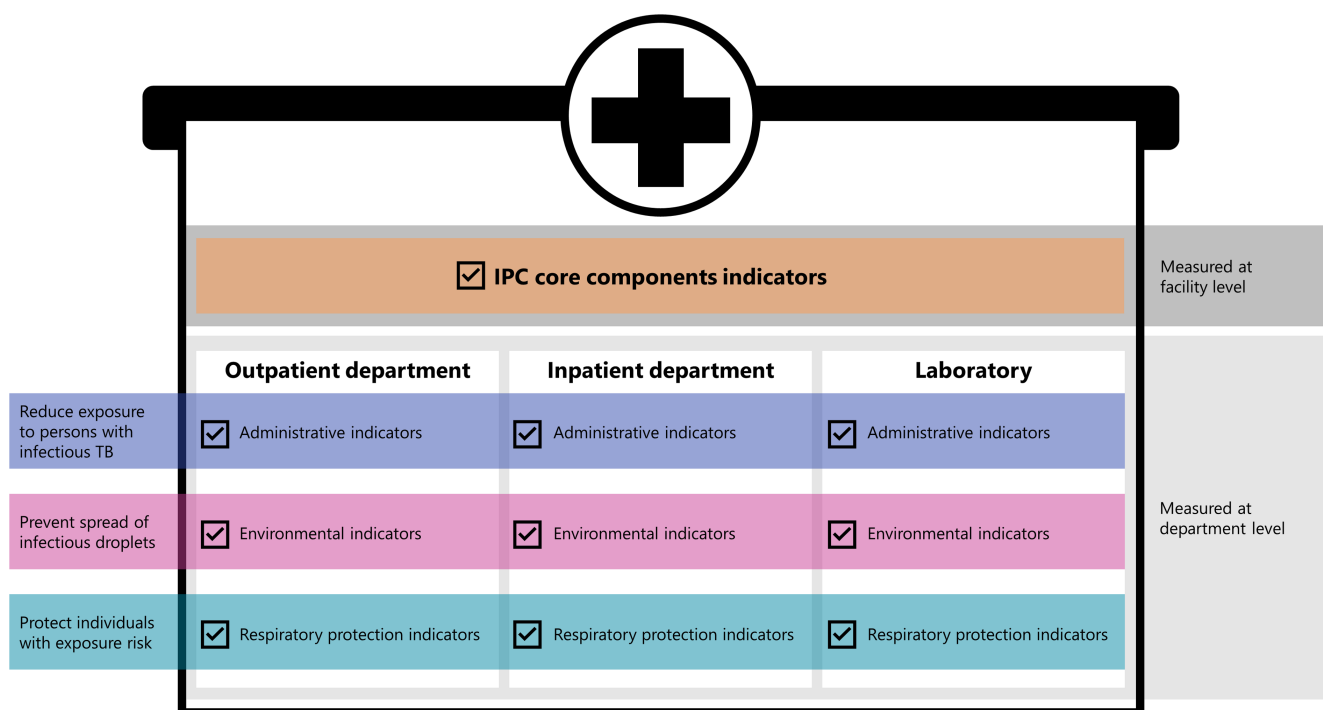 IPC core components indicators
Measured at
facility level
Outpatient department
Inpatient department
Laboratory
Reduce exposure
to persons with
infectious TB
Administrative indicators
Administrative indicators
Administrative indicators
Prevent spread of
infectious droplets
Environmental indicators
Environmental indicators
Environmental indicators
Measured at
department level
Protect individuals
with exposure risk
Respiratory protection indicators
Respiratory protection indicators
Respiratory protection indicators